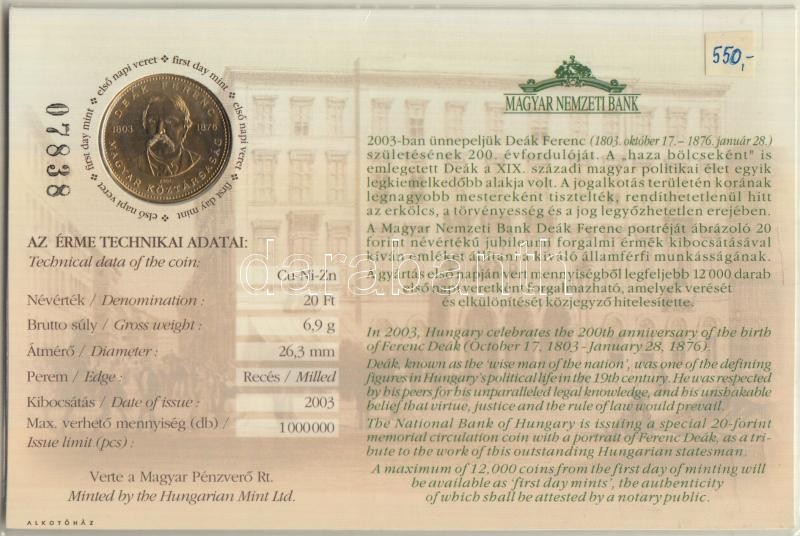 550,-
első napi veret • first day mint • első napi veret • first day mint • első napi veret • first day mint
07838
DEÁK FERENC
1803 1876
MAGYAR KÖZTÁRSASÁG
AZ ÉRME TECHNIKAI ADATAI:
Technical data of the coin:
Cu-Ni-Zn
Névérték / Denomination : 20 Ft
Brutto súly / Gross weight : 6,9 g
Átmérő / Diameter : 26,3 mm
Perem / Edge : Recés / Milled
Kibocsátás / Date of issue : 2003
Max. verhető mennyiség (db) /
Issue limit (pcs) : 1000000
Verte a Magyar Pénzverő Rt.
Minted by the Hungarian Mint Ltd.
ALKOTÓHÁZ
MAGYAR NEMZETI BANK
2003-ban ünnepeljük Deák Ferenc (1803. október 17. – 1876. január 28.)
születésének 200. évfordulóját. A „haza bölcseként" is
emlegetett Deák a XIX. századi magyar politikai élet egyik
legkiemelkedőbb alakja volt. A jogalkotás területén korának
legnagyobb mestereként tisztelték, rendíthetetlenül hitt
az erkölcs, a törvényesség és a jog legyőzhetetlen erejében.
A Magyar Nemzeti Bank Deák Ferenc portréját ábrázoló 20
forint névértékű jubileumi forgalmi érmék kibocsátásával
kíván emléket állítani a kiváló államférfi munkásságának.
A gyártás első napján vert mennyiségből legfeljebb 12 000 darab
első napi veretként forgalmazható, amelyek verését
és elkülönítését közjegyző hitelesítette.
In 2003, Hungary celebrates the 200th anniversary of the birth
of Ferenc Deák (October 17, 1803 - January 28, 1876).
Deák, known as the 'wise man of the nation', was one of the defining
figures in Hungary's political life in the 19th century. He was respected
by his peers for his unparalleled legal knowledge, and his unshakable
belief that virtue, justice and the rule of law would prevail.
The National Bank of Hungary is issuing a special 20-forint
memorial circulation coin with a portrait of Ferenc Deák, as a tri-
bute to the work of this outstanding Hungarian statesman.
A maximum of 12,000 coins from the first day of minting will
be available as 'first day mints', the authenticity
of which shall be attested by a notary public.
darabanth